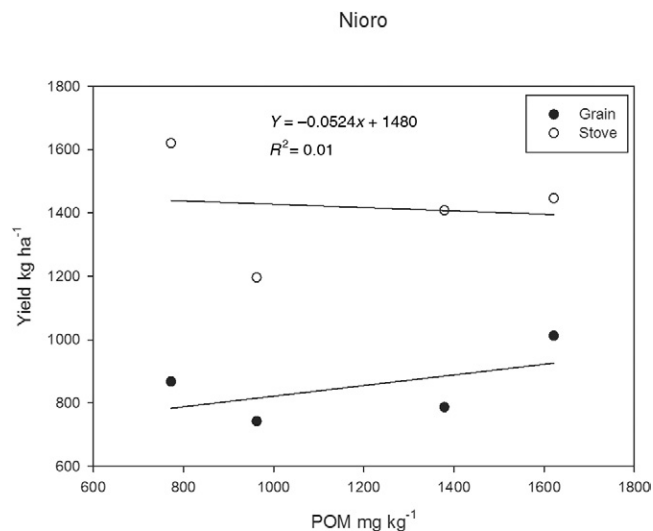 Nioro
1800
1600
1400
1200
1000
800
600
Yield kg ha⁻¹
Y = –0.0524x + 1480
R² = 0.01
Grain
Stove
600 800 1000 1200 1400 1600 1800
POM mg kg⁻¹